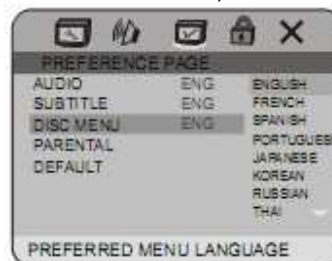 PREFERENCE PAGE
AUDIO ENG ENGLISH
SUBTITLE ENG FRENCH
DISC MENU ENG SPANISH
PARENTAL PORTUGUES
DEFAULT JAPANESE
KOREAN
RUSSIAN
THAI
PREFERRED MENU LANGUAGE